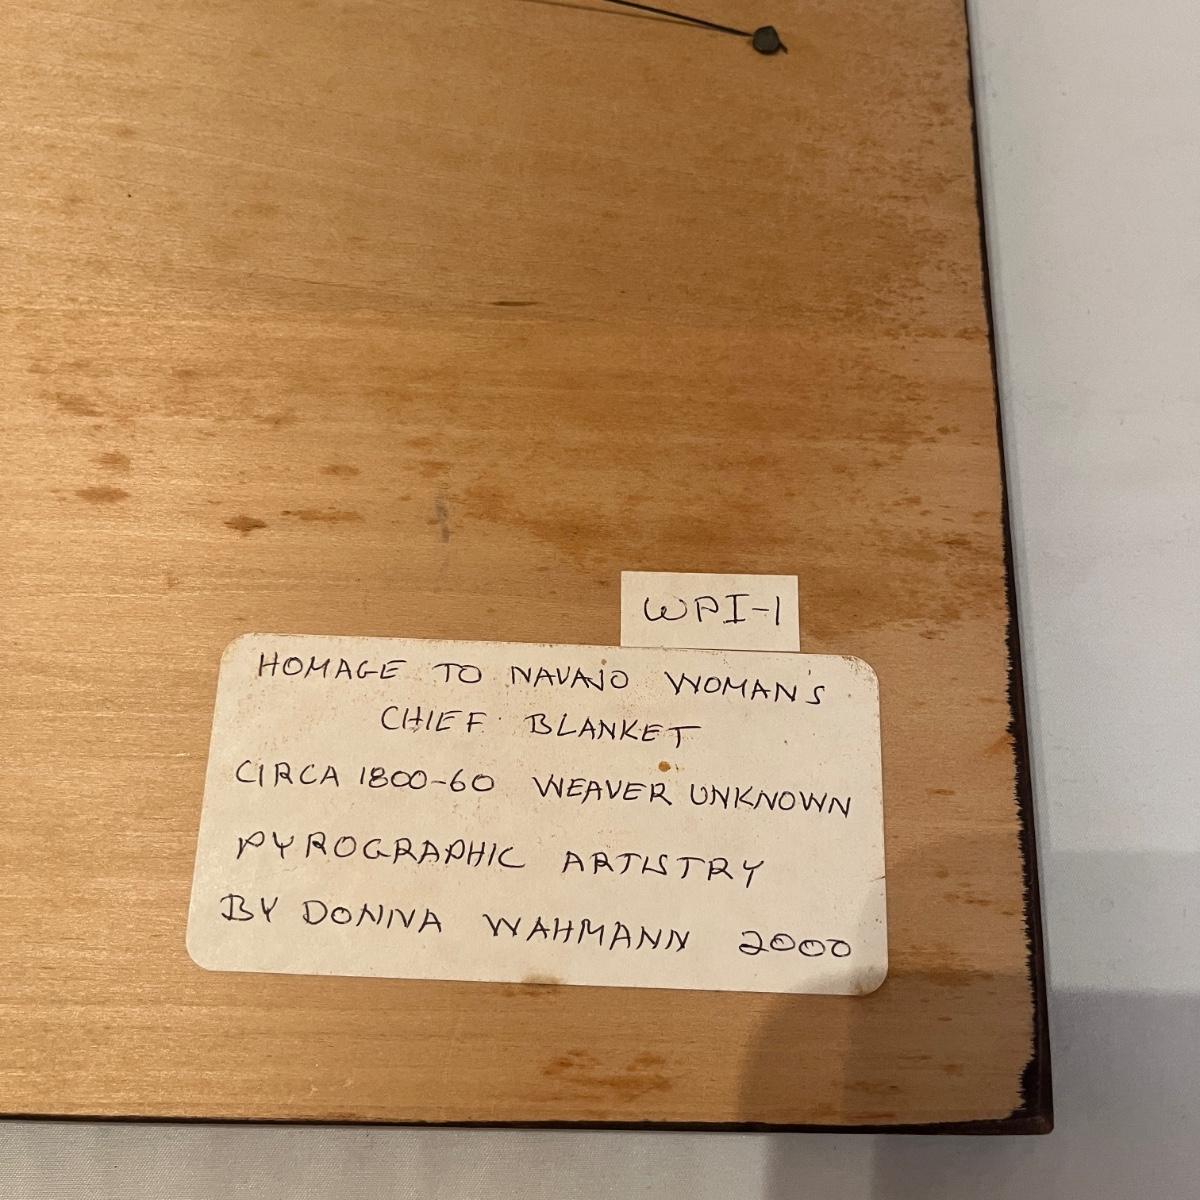 WPI-1
HOMAGE TO NAVAJO WOMAN'S
CHIEF BLANKET
CIRCA 1800-60 WEAVER UNKNOWN
PYROGRAPHIC ARTISTRY
BY DONNA WAHMANN 2000